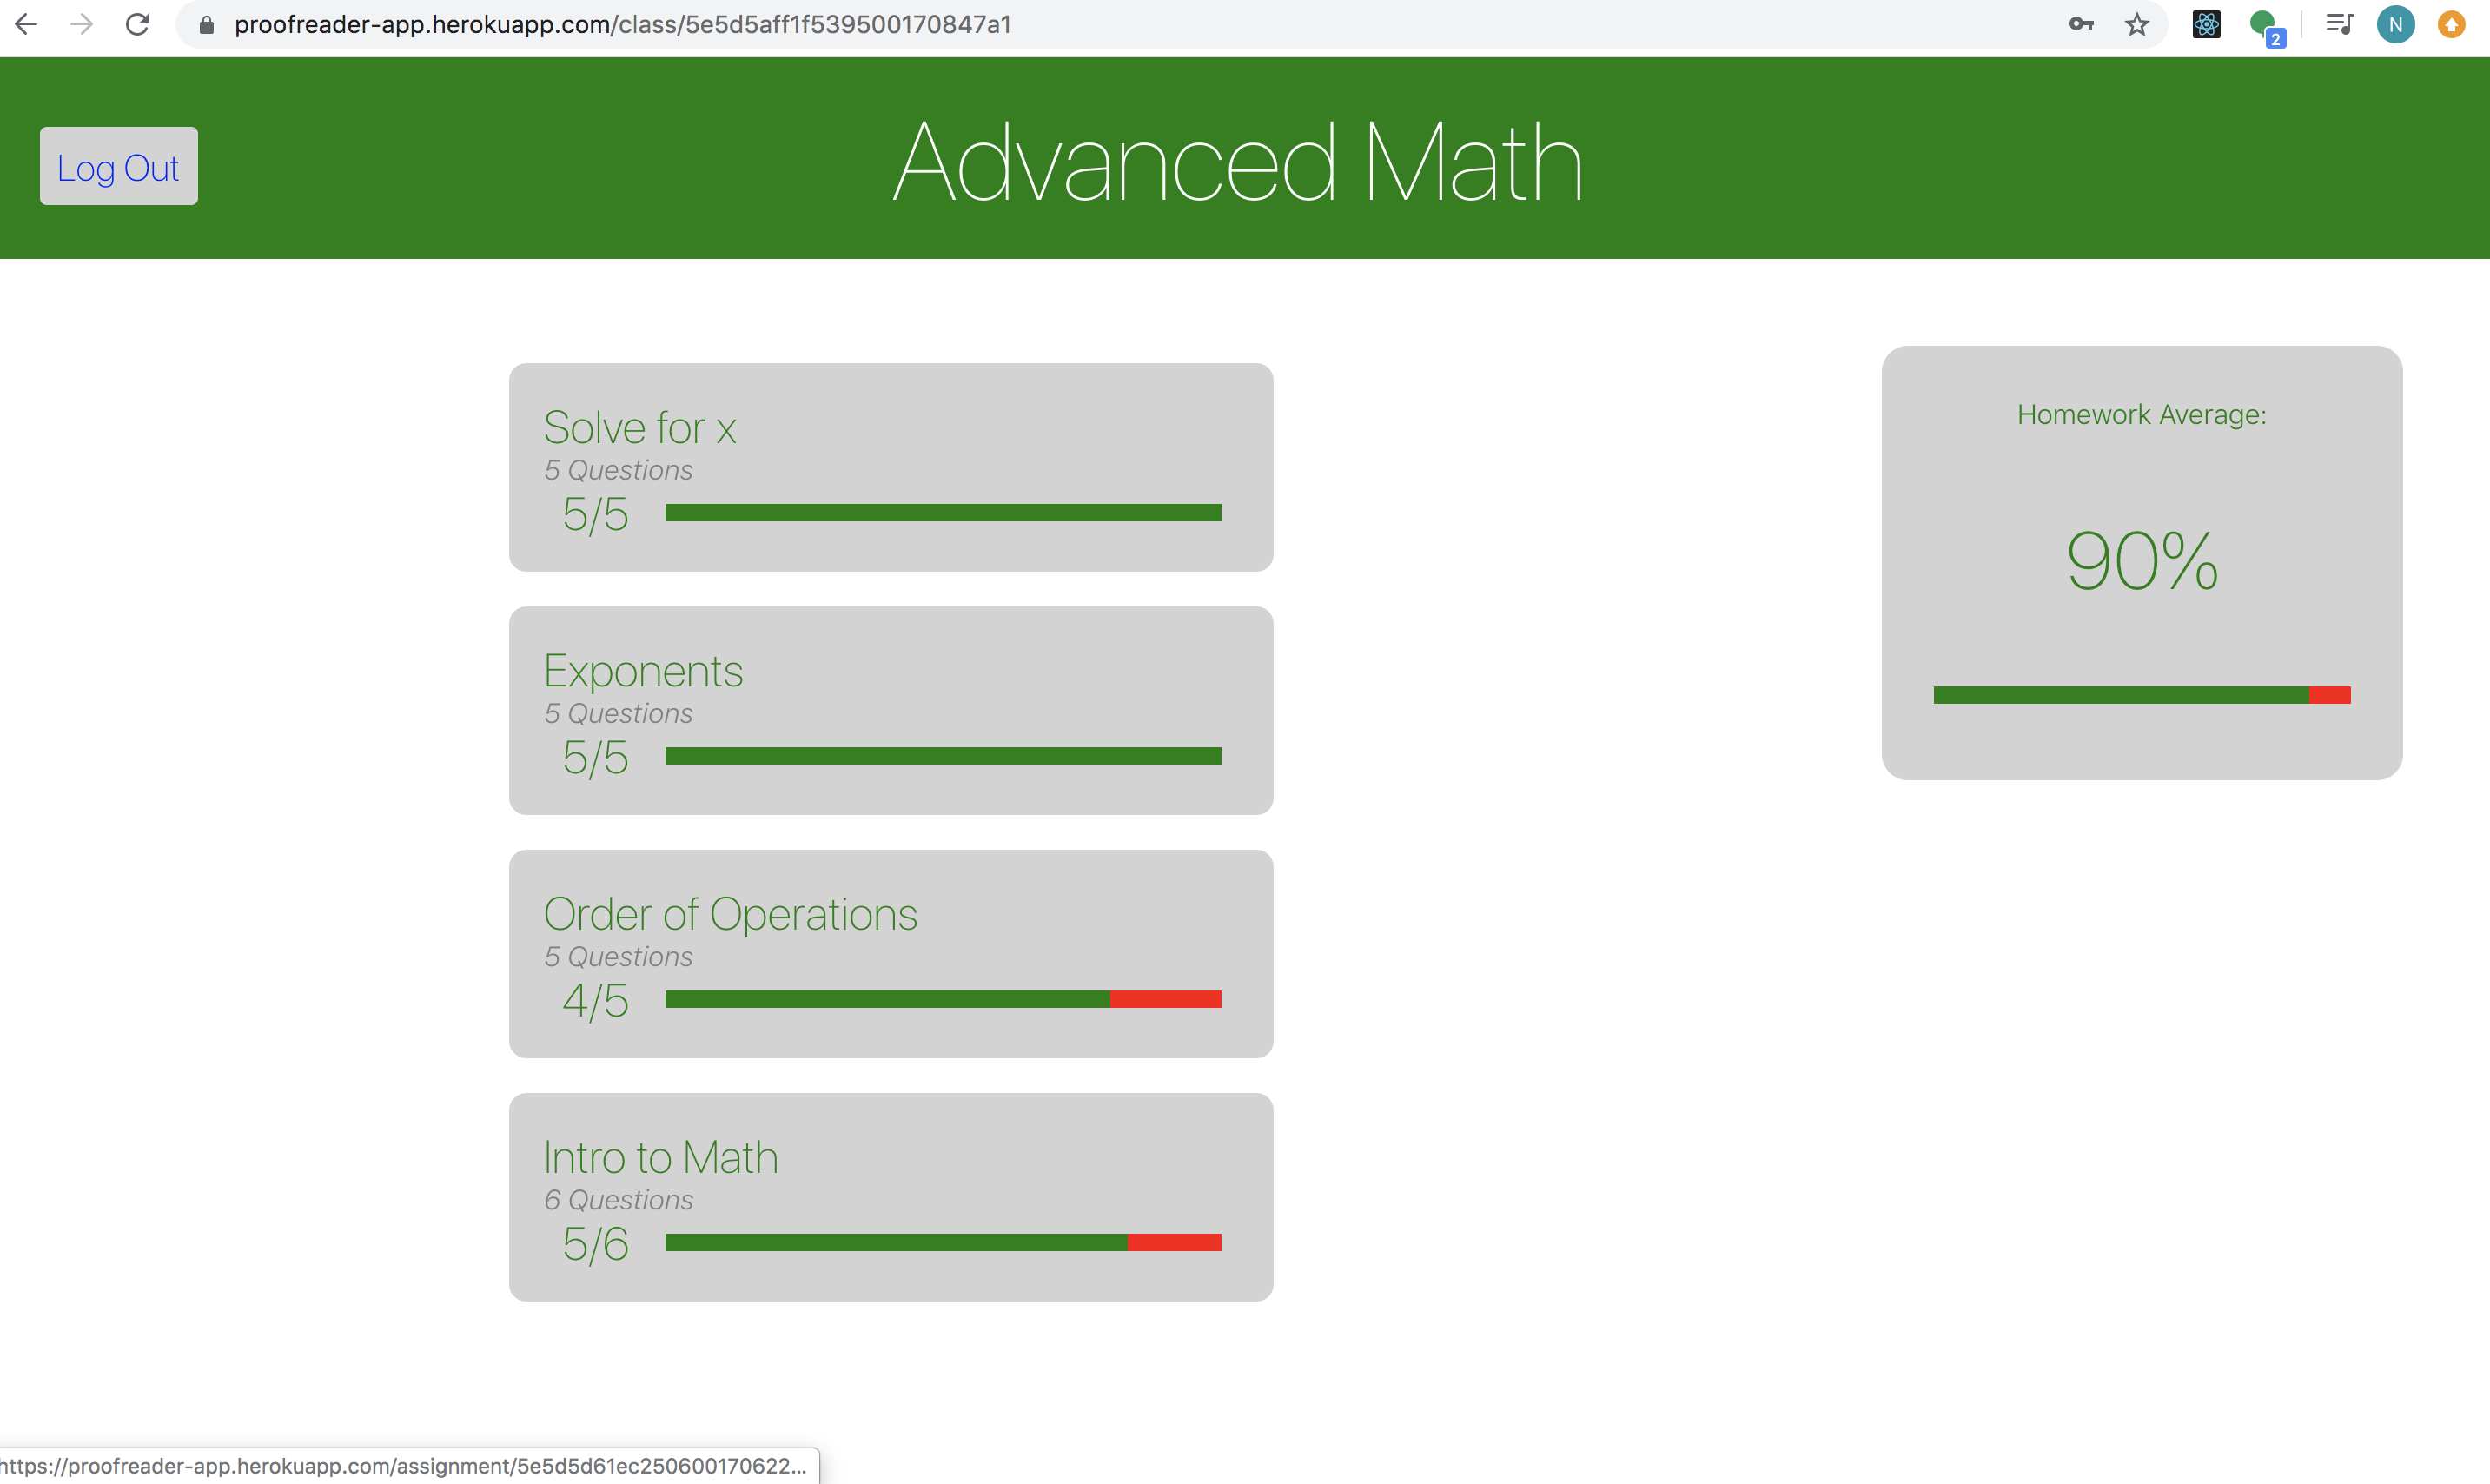 proofreader-app.herokuapp.com/class/5e5d5aff1f539500170847a1
2
N
Log Out
Advanced Math
Solve for x
5 Questions
5/5
Exponents
5 Questions
5/5
Order of Operations
5 Questions
4/5
Intro to Math
6 Questions
5/6
Homework Average:
90%
https://proofreader-app.herokuapp.com/assignment/5e5d5d61ec250600170622...